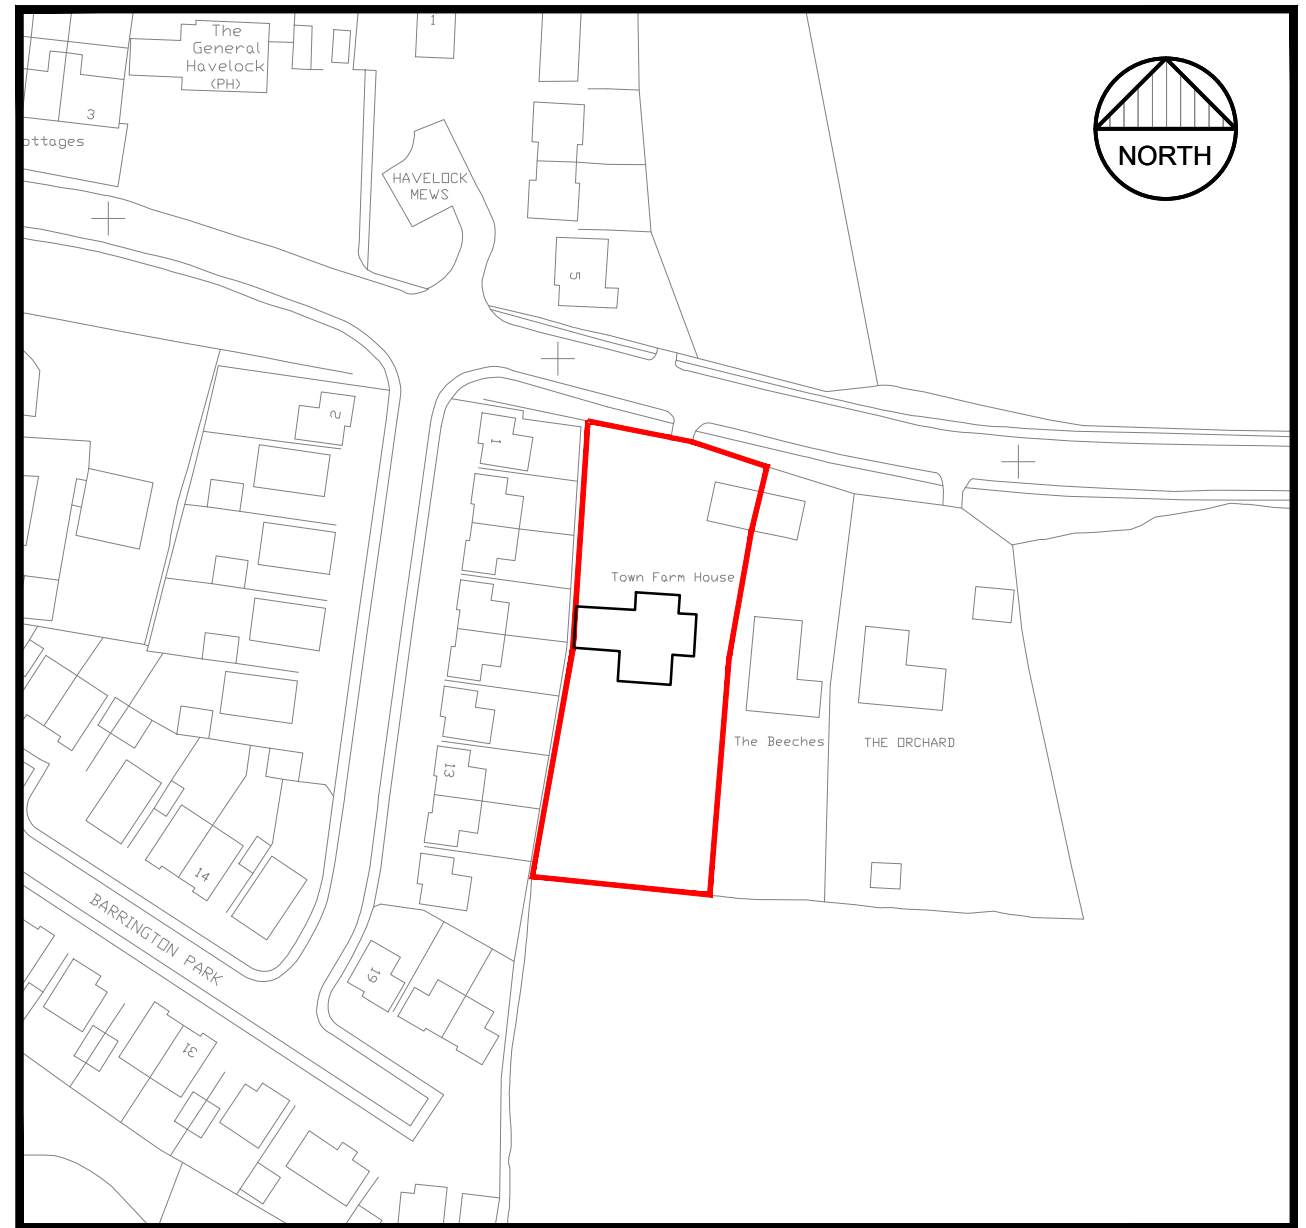 1
The
General
Havelock
(PH)
3
ottages
NORTH
HAVELOCK
MEWS
5
2
1
Town Farm House
The Beeches
THE ORCHARD
13
14
BARRINGTON PARK
19
31